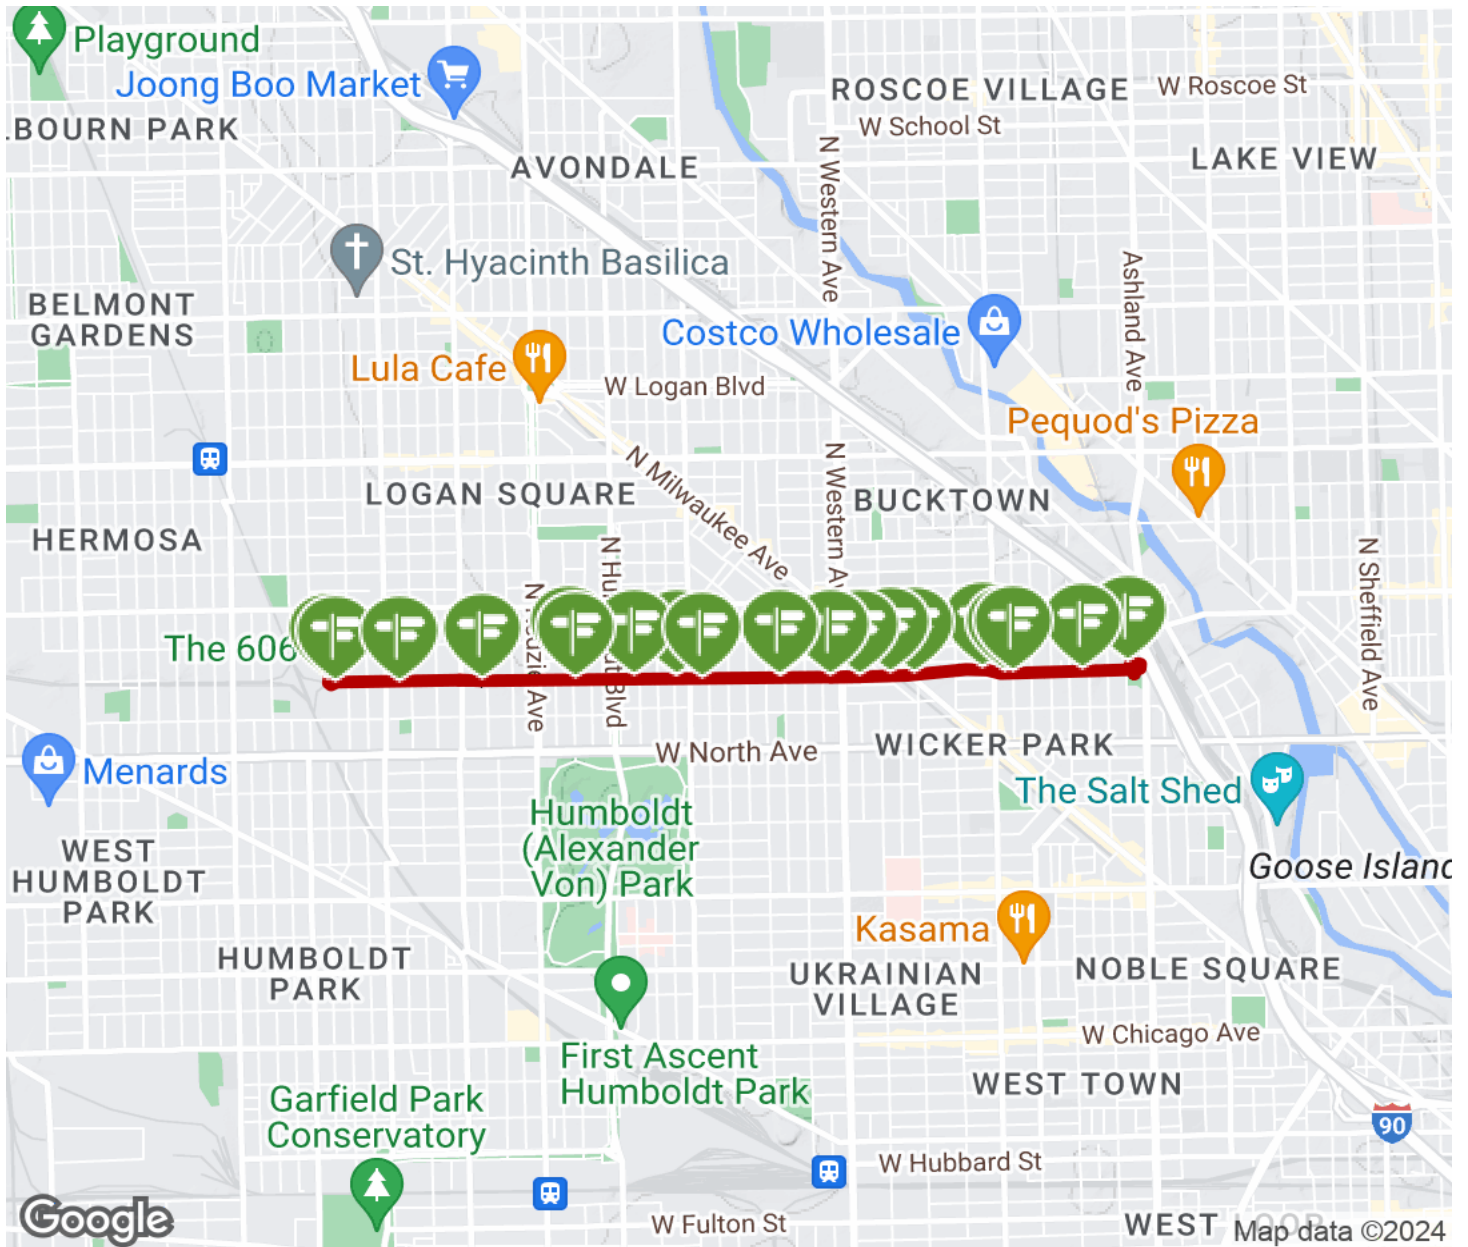 Playground
Joong Boo Market
LBOURN PARK
AVONDALE
ROSCOE VILLAGE
W Roscoe St
W School St
LAKE VIEW
N Western Ave
St. Hyacinth Basilica
BELMONT
GARDENS
Costco Wholesale
Ashland Ave
Lula Cafe
W Logan Blvd
Pequod's Pizza
LOGAN SQUARE
N Milwaukee Ave
N Western Av
BUCKTOWN
HERMOSA
N Sheffield Ave
The 606
W North Ave
WICKER PARK
Menards
The Salt Shed
Humboldt
(Alexander
Von) Park
WEST
HUMBOLDT
PARK
Goose Island
Kasama
HUMBOLDT
PARK
UKRAINIAN
VILLAGE
NOBLE SQUARE
W Chicago Ave
First Ascent
Humboldt Park
WEST TOWN
Garfield Park
Conservatory
90
W Hubbard St
W Fulton St
WEST LOOP
Google
Map data ©2024